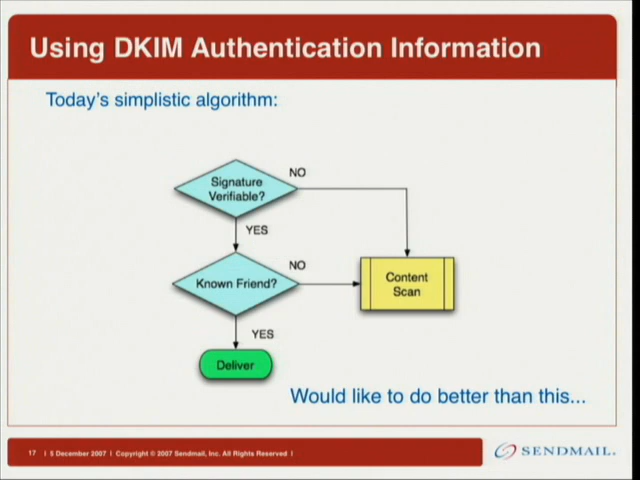 Using DKIM Authentication Information
Today's simplistic algorithm:
Signature
Verifiable?
NO
YES
Known Friend?
NO
Content
Scan
YES
Deliver
Would like to do better than this...
17 | 5 December 2007 | Copyright © 2007 Sendmail, Inc. All Rights Reserved |
SENDMAIL.